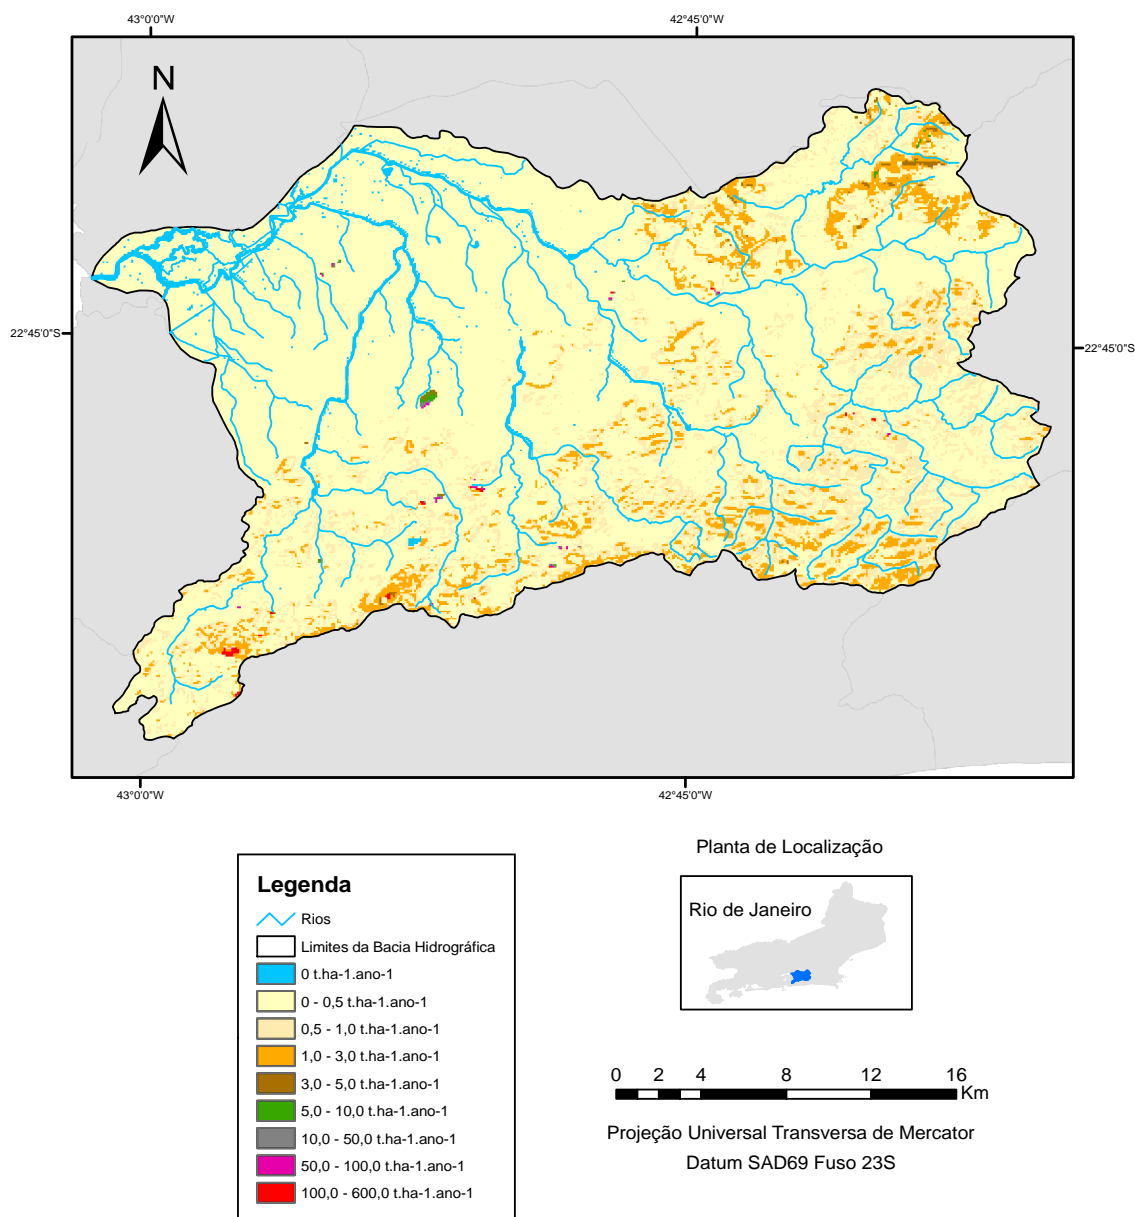 43°0'0"W
42°45'0"W
N
22°45'0"S
22°45'0"S
43°0'0"W
42°45'0"W
Planta de Localização
Legenda
Rios
Limites da Bacia Hidrográfica
0 t.ha-1.ano-1
0 - 0,5 t.ha-1.ano-1
0,5 - 1,0 t.ha-1.ano-1
1,0 - 3,0 t.ha-1.ano-1
3,0 - 5,0 t.ha-1.ano-1
5,0 - 10,0 t.ha-1.ano-1
10,0 - 50,0 t.ha-1.ano-1
50,0 - 100,0 t.ha-1.ano-1
100,0 - 600,0 t.ha-1.ano-1
Rio de Janeiro
0 2 4 8 12 16
Km
Projeção Universal Transversa de Mercator
Datum SAD69 Fuso 23S